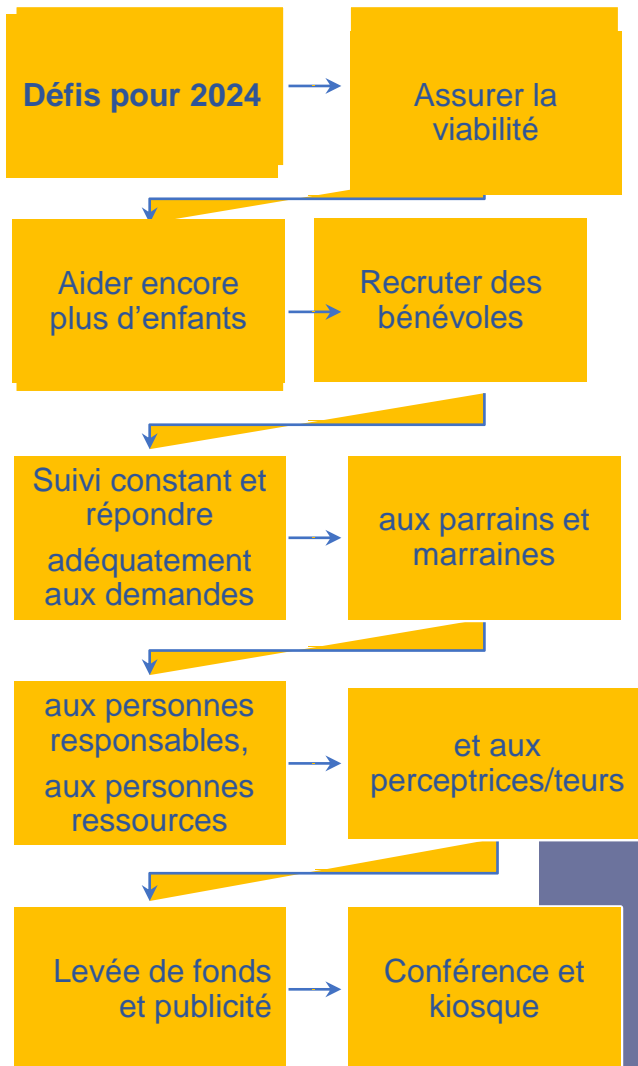 Défis pour 2024
Assurer la
viabilité
Aider encore
plus d’enfants
Recruter des
bénévoles
Suivi constant et
répondre
adéquatement
aux demandes
aux parrains et
marraines
aux personnes
responsables,
aux personnes
ressources
et aux
perceptrices/teurs
Levée de fonds
et publicité
Conférence et
kiosque